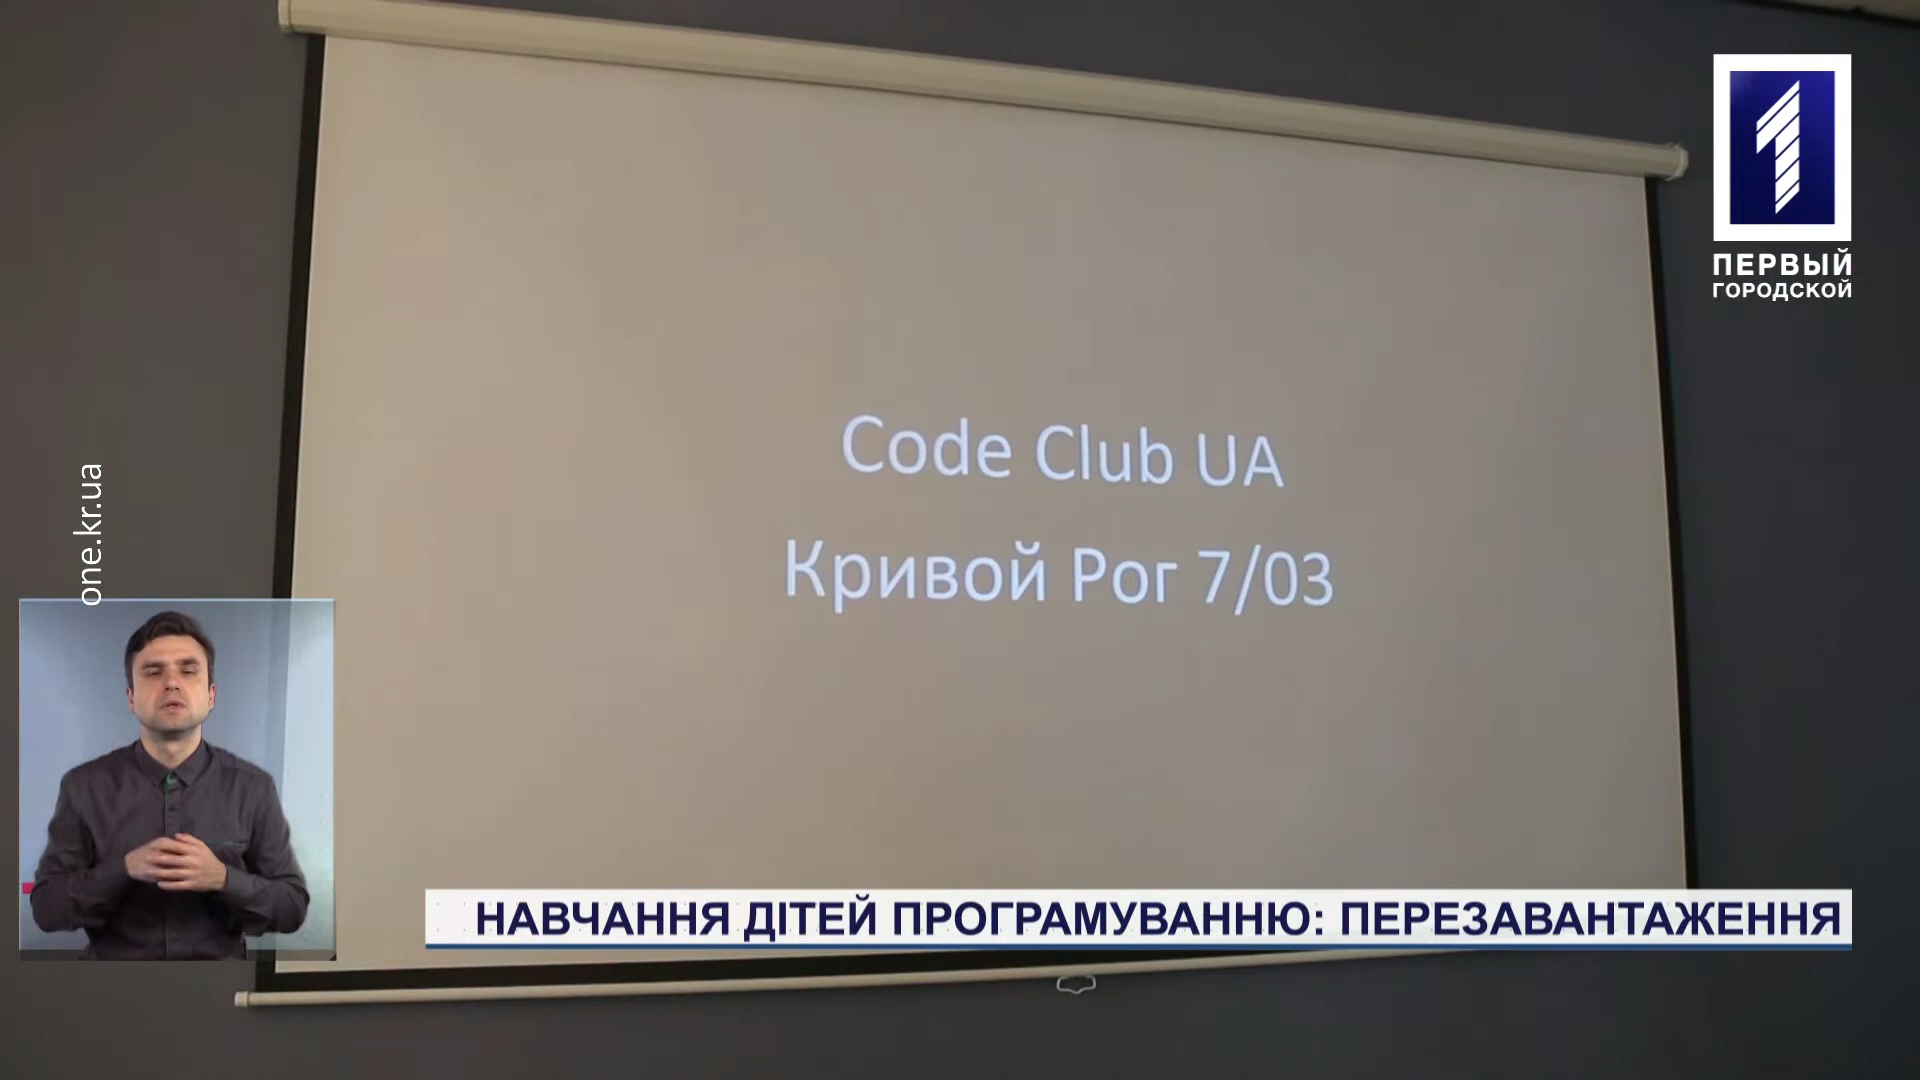 ПЕРВЫЙ
ГОРОДСКОЙ
Code Club UA
Кривой Рог 7/03
one.kr.ua
НАВЧАННЯ ДІТЕЙ ПРОГРАМУВАННЮ: ПЕРЕЗАВАНТАЖЕННЯ